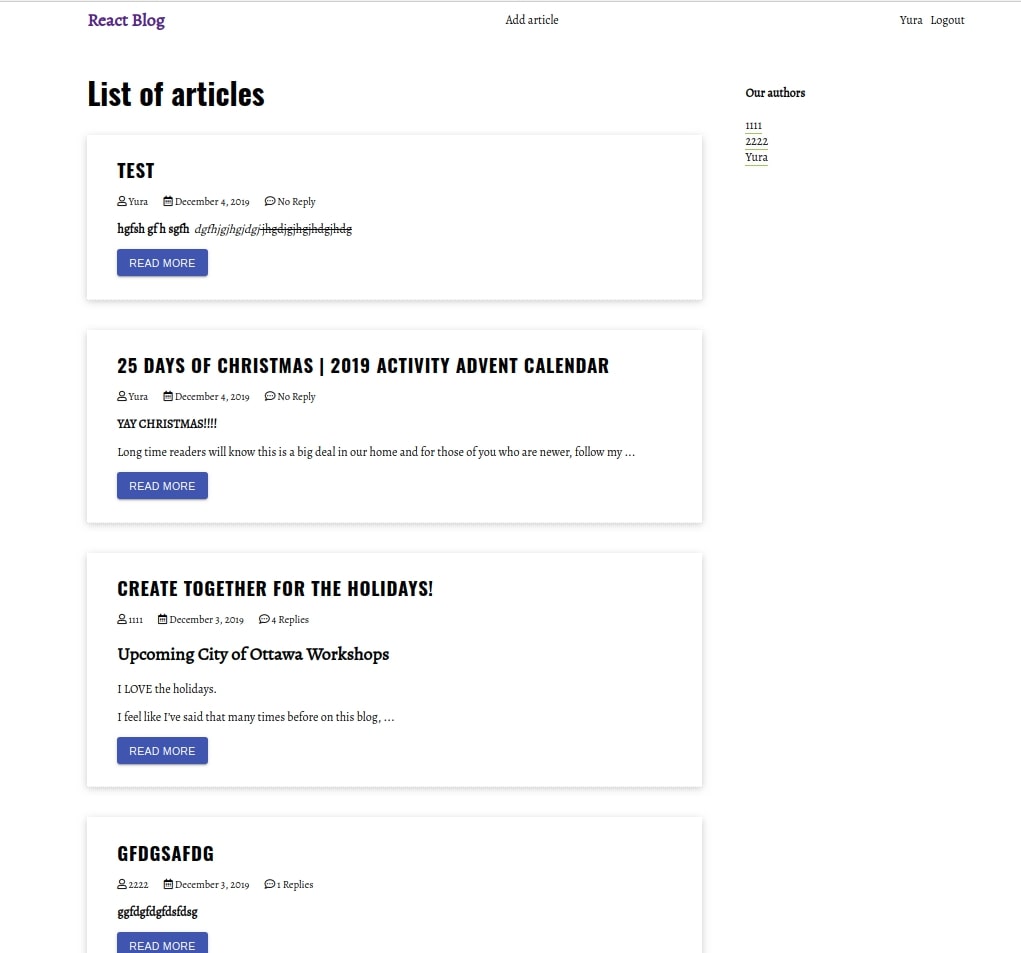 React Blog
Add article
Yura Logout
List of articles
TEST
Yura December 4, 2019 No Reply
hgfsh gf h sgfh dgfhjgjhgjdgj jhgdjgjhgjhdgjhdg
READ MORE
25 DAYS OF CHRISTMAS | 2019 ACTIVITY ADVENT CALENDAR
Yura December 4, 2019 No Reply
YAY CHRISTMAS!!!!
Long time readers will know this is a big deal in our home and for those of you who are newer, follow my ...
READ MORE
CREATE TOGETHER FOR THE HOLIDAYS!
1111 December 3, 2019 4 Replies
Upcoming City of Ottawa Workshops
I LOVE the holidays.
I feel like I've said that many times before on this blog, ...
READ MORE
GFDGSAFDG
2222 December 3, 2019 1 Replies
ggfdgfdgfdsfdsg
READ MORE
Our authors
1111
2222
Yura